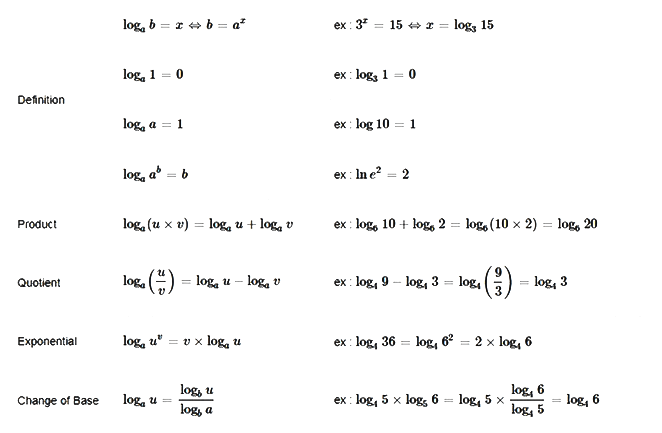 log_a b = x ⇔ b = a^x ex : 3^x = 15 ⇔ x = log_3 15
log_a 1 = 0 ex : log_3 1 = 0
Definition
log_a a = 1 ex : log 10 = 1
log_a a^b = b ex : ln e^2 = 2
Product log_a(u × v) = log_a u + log_a v ex : log_6 10 + log_6 2 = log_6(10 × 2) = log_6 20
Quotient log_a(u/v) = log_a u − log_a v ex : log_4 9 − log_4 3 = log_4(9/3) = log_4 3
Exponential log_a u^v = v × log_a u ex : log_4 36 = log_4 6^2 = 2 × log_4 6
Change of Base log_a u = log_b u / log_b a ex : log_4 5 × log_5 6 = log_4 5 × log_4 6 / log_4 5 = log_4 6